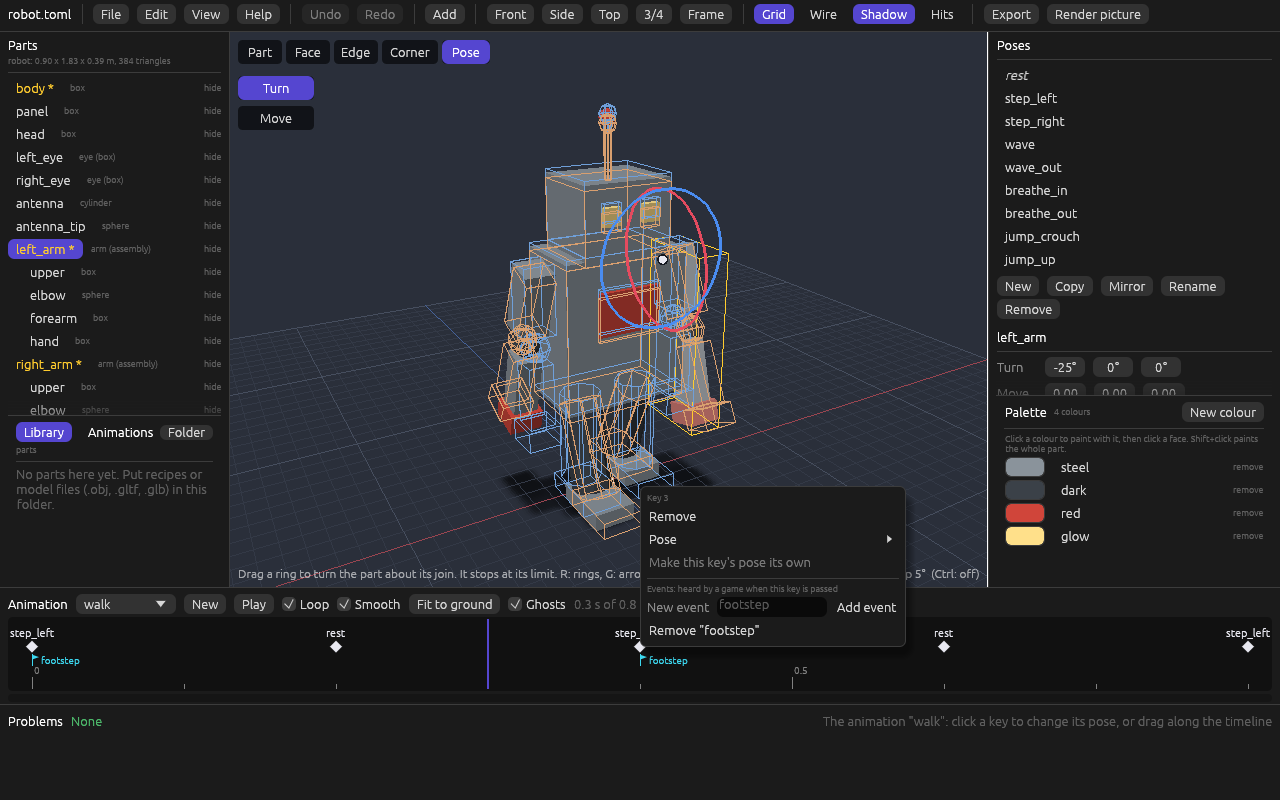 robot.toml File Edit View Help Undo Redo Add Front Side Top 3/4 Frame Grid Wire Shadow Hits Export Render picture
Parts
robot: 0.90 x 1.83 x 0.39 m, 384 triangles
body * box hide
panel box hide
head box hide
left_eye eye (box) hide
right_eye eye (box) hide
antenna cylinder hide
antenna_tip sphere hide
left_arm * arm (assembly) hide
upper box hide
elbow sphere hide
forearm box hide
hand box hide
right_arm * arm (assembly) hide
upper box hide
elbow sphere hide
Library Animations Folder
parts
No parts here yet. Put recipes or
model files (.obj, .gltf, .glb) in this
folder.
Part Face Edge Corner Pose
Turn
Move
Drag a ring to turn the part about its join. It stops at its limit. R: rings, G: arro
p 5° (Ctrl: off)
Key 3
Remove
Pose
Make this key's pose its own
Events: heard by a game when this key is passed
New event footstep Add event
Remove "footstep"
Poses
rest
step_left
step_right
wave
wave_out
breathe_in
breathe_out
jump_crouch
jump_up
New Copy Mirror Rename
Remove
left_arm
Turn -25° 0° 0°
Move 0.00 0.00 0.00
Palette 4 colours New colour
Click a colour to paint with it, then click a face. Shift+click paints
the whole part.
steel remove
dark remove
red remove
glow remove
Animation walk New Play Loop Smooth Fit to ground Ghosts 0.3 s of 0.8
step_left rest step_ rest step_left
footstep footstep
0 0.5
Problems None The animation "walk": click a key to change its pose, or drag along the timeline